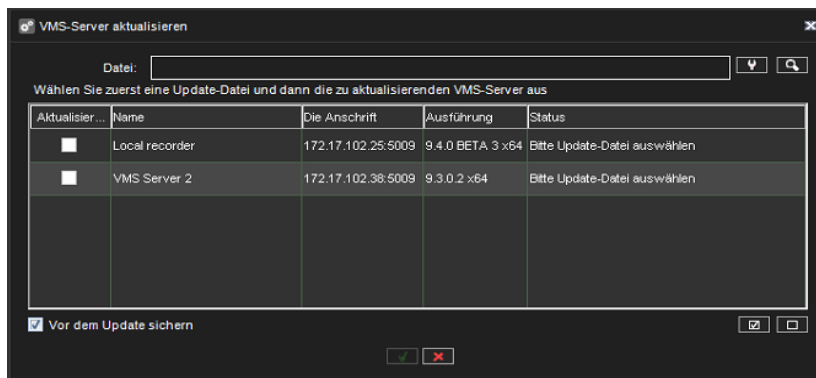 VMS-Server aktualisieren
Datei:
Wählen Sie zuerst eine Update-Datei und dann die zu aktualisierenden VMS-Server aus
Aktualisier... Name Die Anschrift Ausführung Status
Local recorder 172.17.102.25:5009 9.4.0 BETA 3 x64 Bitte Update-Datei auswählen
VMS Server 2 172.17.102.38:5009 9.3.0.2 x64 Bitte Update-Datei auswählen
Vor dem Update sichern